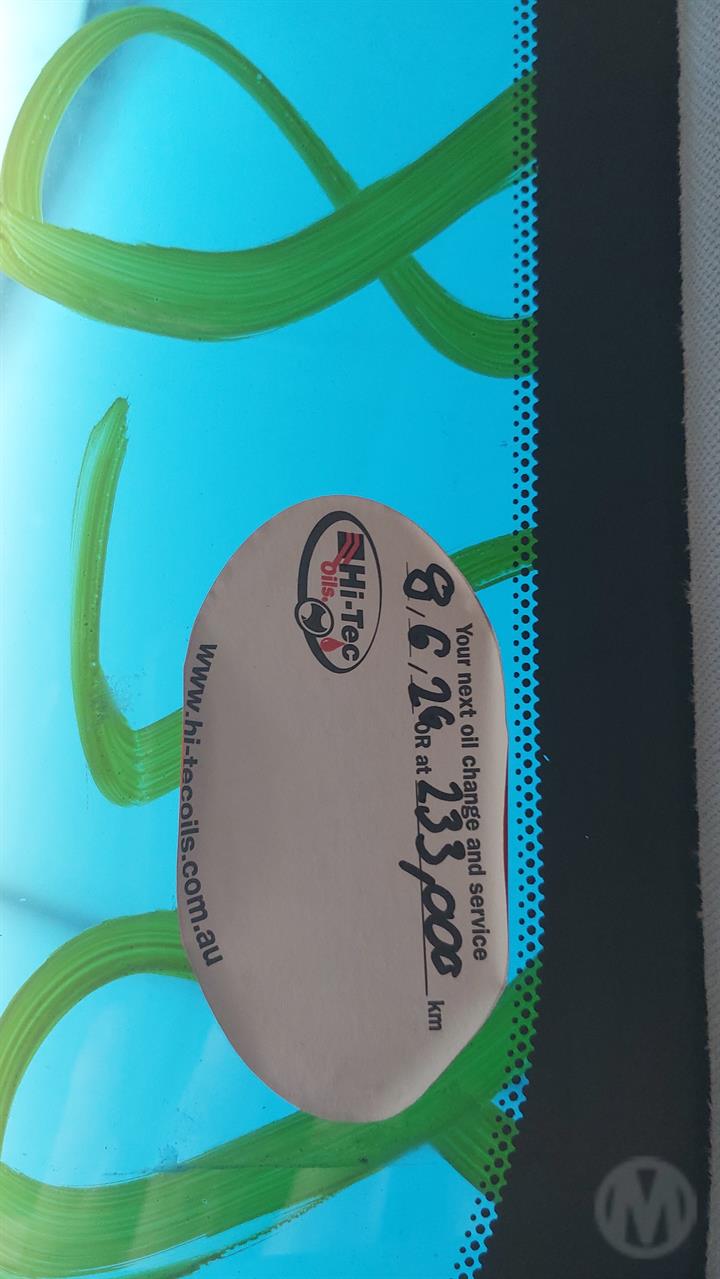 Your next oil change and service
8/6/26 OR at 233,000 km
Hi-Tec
Oils
www.hi-tecoils.com.au
M